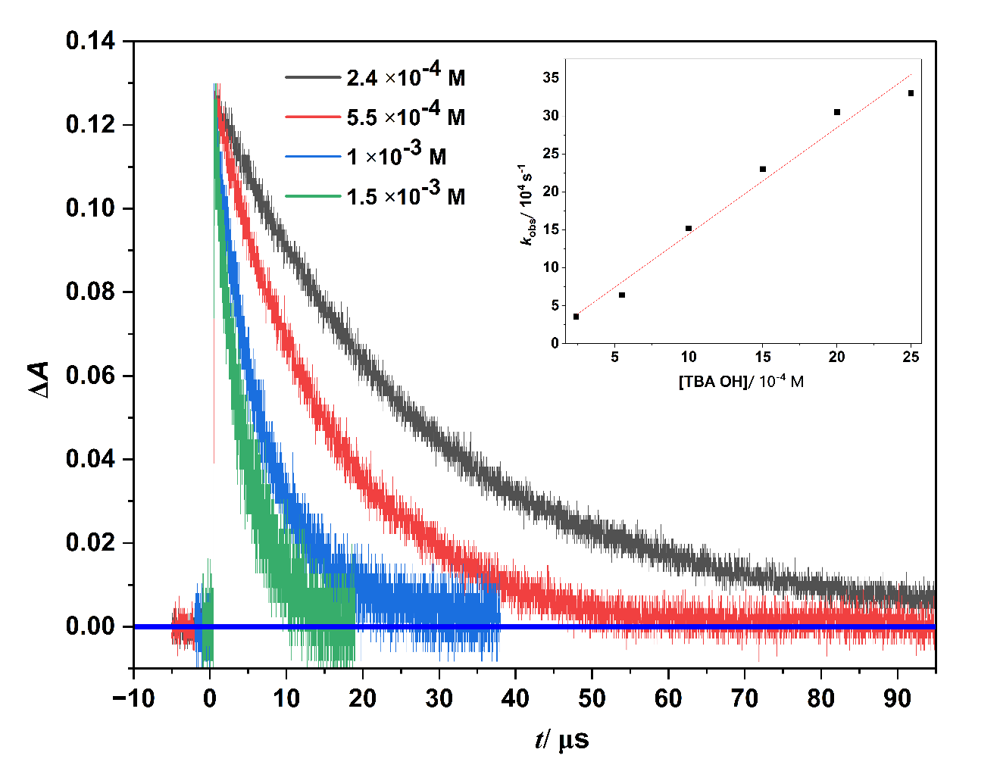 0.14
0.12
0.10
0.08
0.06
0.04
0.02
0.00
ΔA
2.4 ×10⁻⁴ M
5.5 ×10⁻⁴ M
1 ×10⁻³ M
1.5 ×10⁻³ M
35
30
25
20
15
10
5
0
k_obs/ 10⁴ s⁻¹
5 10 15 20 25
[TBA OH]/ 10⁻⁴ M
−10 0 10 20 30 40 50 60 70 80 90
t/ μs